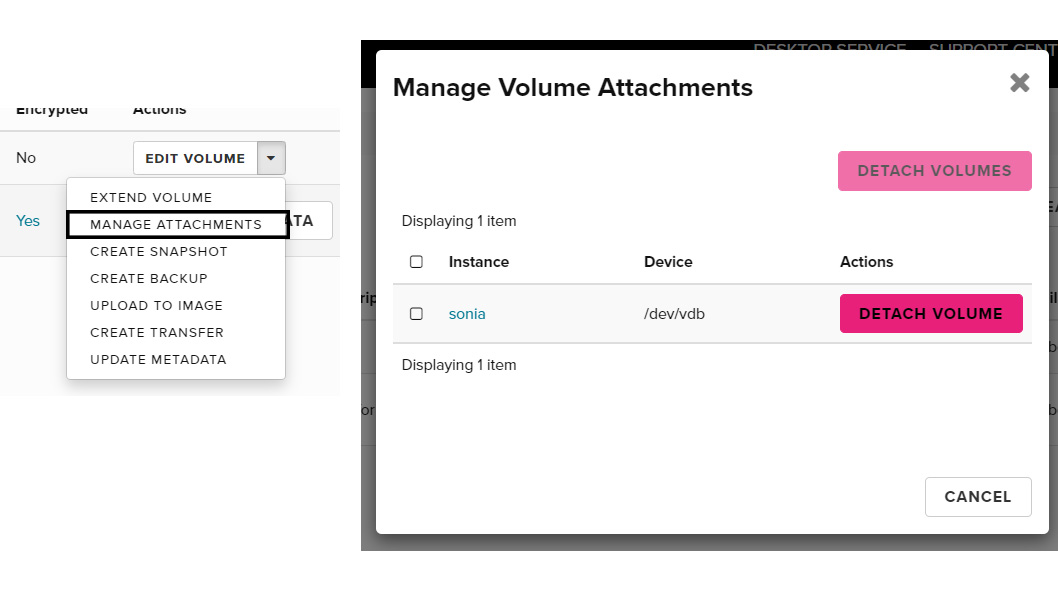 Encrypted Actions
No EDIT VOLUME
EXTEND VOLUME
Yes MANAGE ATTACHMENTS
CREATE SNAPSHOT
CREATE BACKUP
UPLOAD TO IMAGE
CREATE TRANSFER
UPDATE METADATA
DESKTOP SERVICE SUPPORT CENT
Manage Volume Attachments
DETACH VOLUMES
Displaying 1 item
Instance Device Actions
sonia /dev/vdb DETACH VOLUME
Displaying 1 item
CANCEL